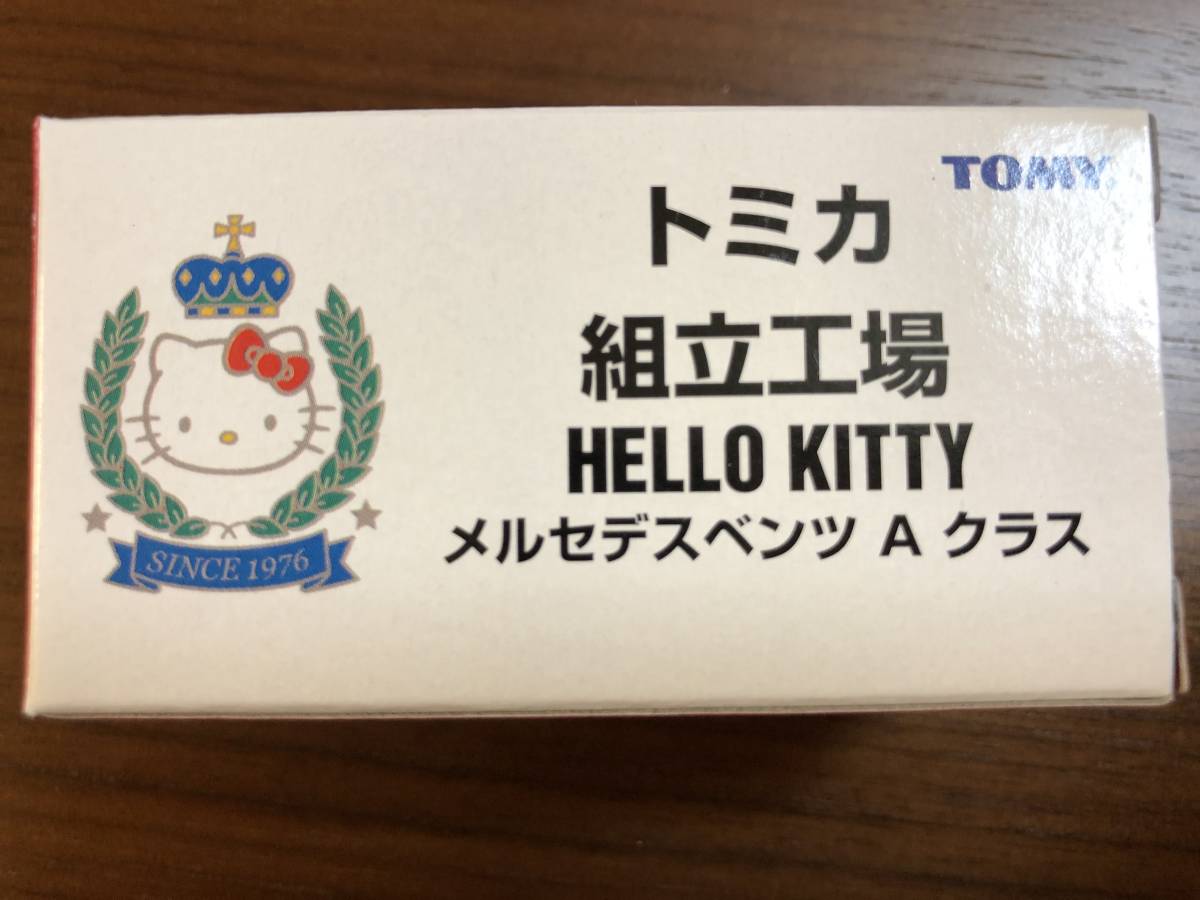 TOMY
トミカ
組立工場
HELLO KITTY
メルセデスベンツ A クラス
SINCE 1976